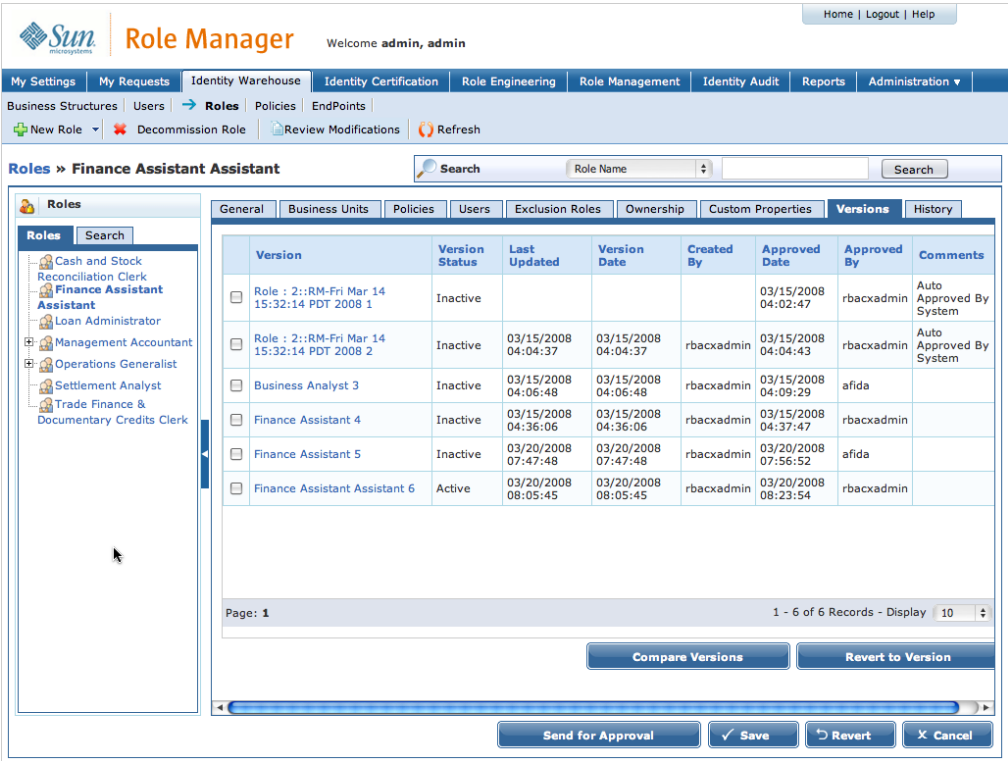 Home | Logout | Help
Sun
microsystems
Role Manager
Welcome admin, admin
My Settings My Requests Identity Warehouse Identity Certification Role Engineering Role Management Identity Audit Reports Administration ▼
Business Structures Users → Roles Policies EndPoints
New Role Decommission Role Review Modifications Refresh
Roles » Finance Assistant Assistant
Search Role Name Search
Roles
Roles Search
Cash and Stock
Reconciliation Clerk
Finance Assistant
Assistant
Loan Administrator
Management Accountant
Operations Generalist
Settlement Analyst
Trade Finance &
Documentary Credits Clerk
General Business Units Policies Users Exclusion Roles Ownership Custom Properties Versions History
Version Version Status Last Updated Version Date Created By Approved Date Approved By Comments
Role : 2::RM-Fri Mar 14 15:32:14 PDT 2008 1 Inactive 03/15/2008 04:02:47 rbacxadmin Auto Approved By System
Role : 2::RM-Fri Mar 14 15:32:14 PDT 2008 2 Inactive 03/15/2008 04:04:37 03/15/2008 04:04:37 rbacxadmin 03/15/2008 04:04:43 rbacxadmin Auto Approved By System
Business Analyst 3 Inactive 03/15/2008 04:06:48 03/15/2008 04:06:48 rbacxadmin 03/15/2008 04:09:29 afida
Finance Assistant 4 Inactive 03/15/2008 04:36:06 03/15/2008 04:36:06 rbacxadmin 03/15/2008 04:37:47 rbacxadmin
Finance Assistant 5 Inactive 03/20/2008 07:47:48 03/20/2008 07:47:48 rbacxadmin 03/20/2008 07:56:52 afida
Finance Assistant Assistant 6 Active 03/20/2008 08:05:45 03/20/2008 08:05:45 rbacxadmin 03/20/2008 08:23:54 rbacxadmin
Page: 1 1 - 6 of 6 Records - Display 10
Compare Versions Revert to Version
Send for Approval Save Revert Cancel